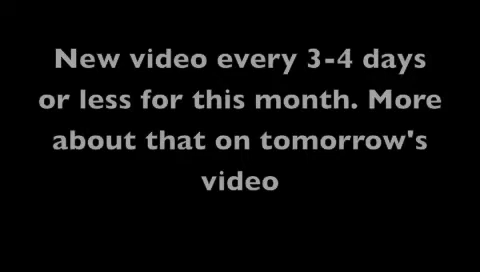 New video every 3-4 days
or less for this month. More
about that on tomorrow's
video